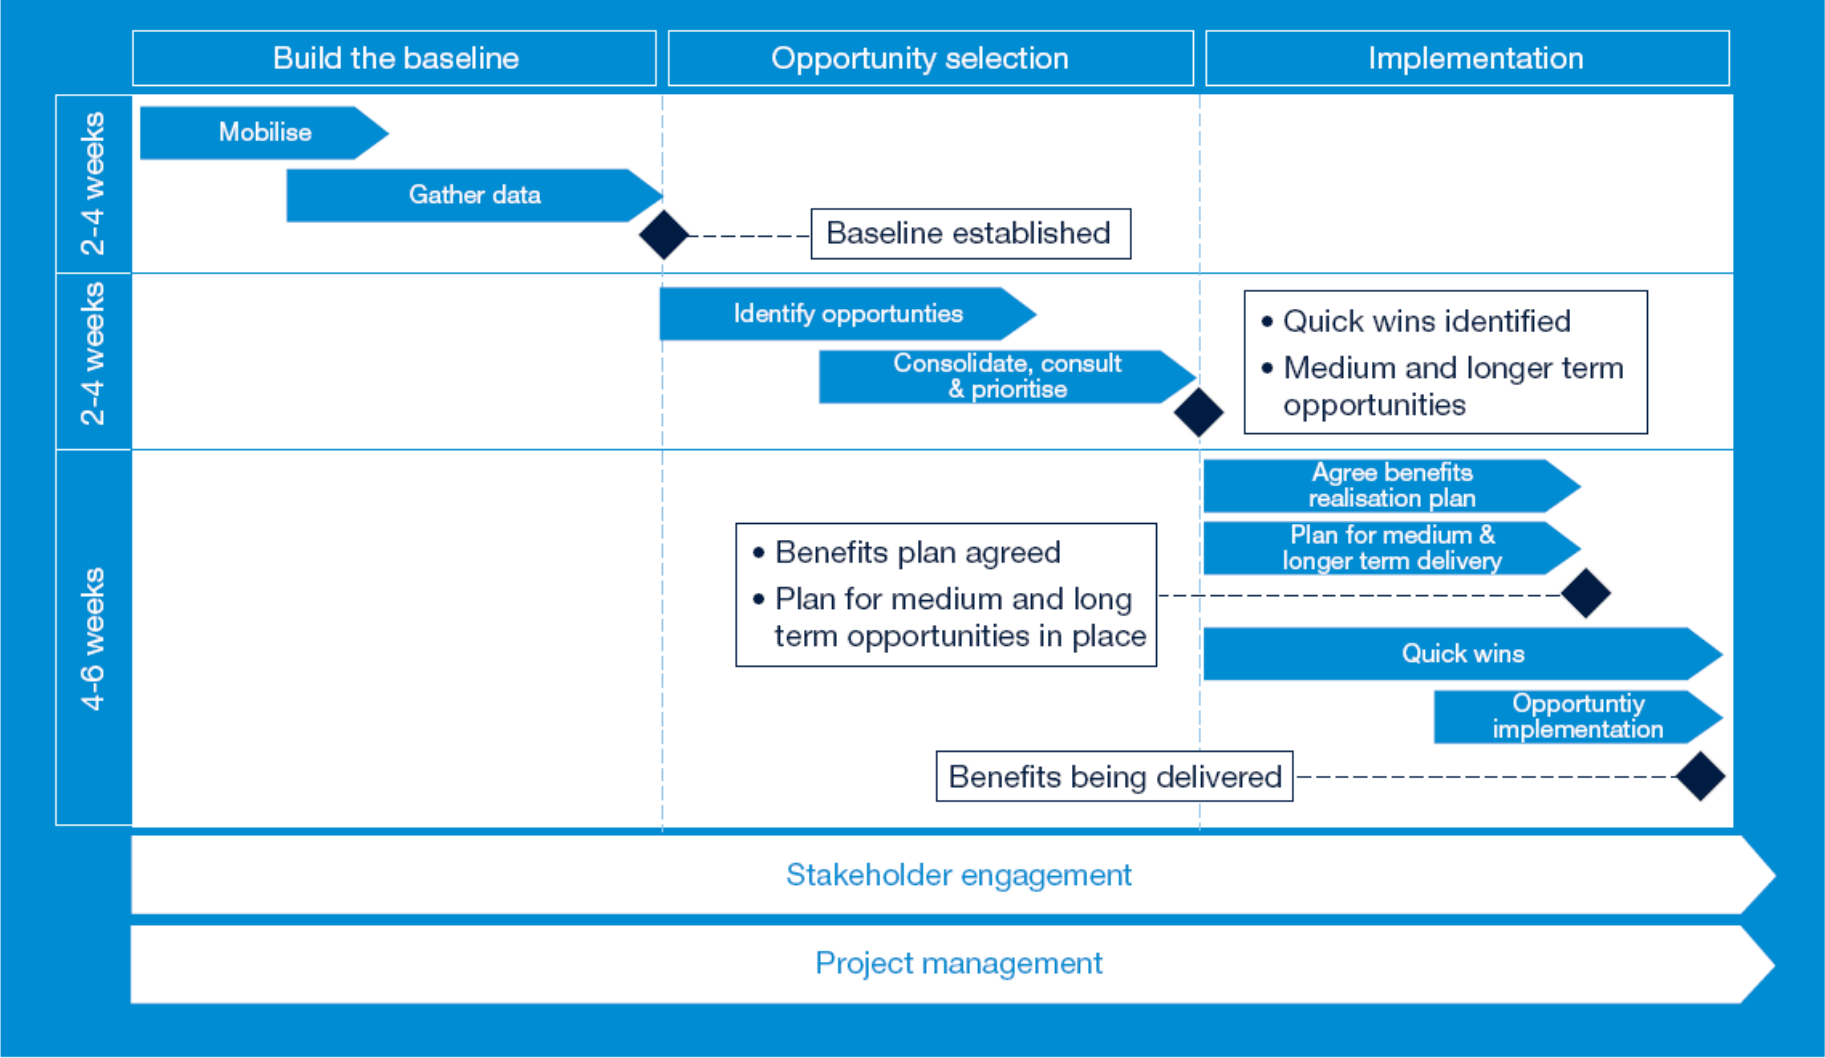 Build the baseline
Opportunity selection
Implementation
2-4 weeks
Mobilise
Gather data
Baseline established
2-4 weeks
Identify opportunties
Consolidate, consult
& prioritise
• Quick wins identified
• Medium and longer term
opportunities
4-6 weeks
Agree benefits
realisation plan
Plan for medium &
longer term delivery
• Benefits plan agreed
• Plan for medium and long
term opportunities in place
Quick wins
Opportuntiy
implementation
Benefits being delivered
Stakeholder engagement
Project management